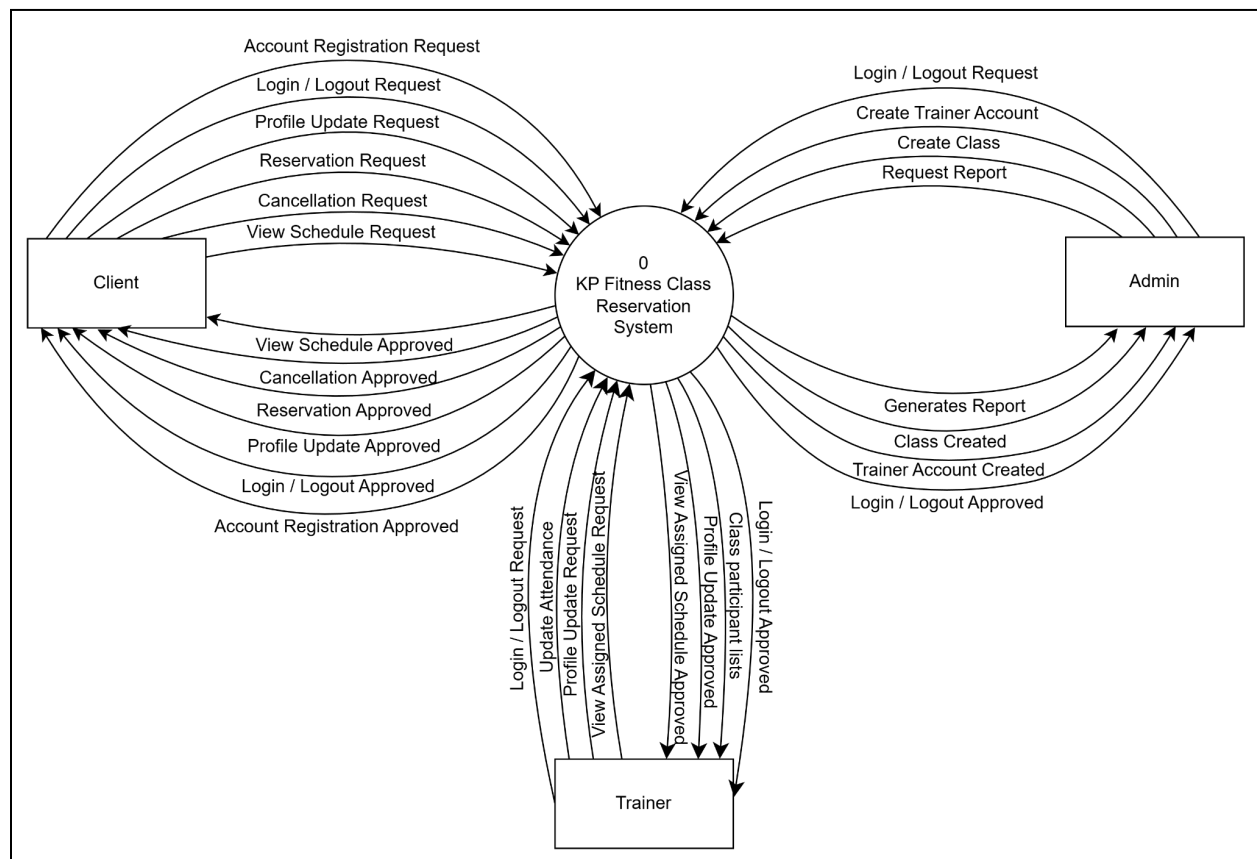 Account Registration Request
Login / Logout Request
Profile Update Request
Reservation Request
Cancellation Request
View Schedule Request
Client
View Schedule Approved
Cancellation Approved
Reservation Approved
Profile Update Approved
Login / Logout Approved
Account Registration Approved
0
KP Fitness Class
Reservation
System
Login / Logout Request
Create Trainer Account
Create Class
Request Report
Admin
Generates Report
Class Created
Trainer Account Created
Login / Logout Approved
Login / Logout Request
Update Attendance
Profile Update Request
View Assigned Schedule Request
View Assigned Schedule Approved
Profile Update Approved
Class participant lists
Login / Logout Approved
Trainer